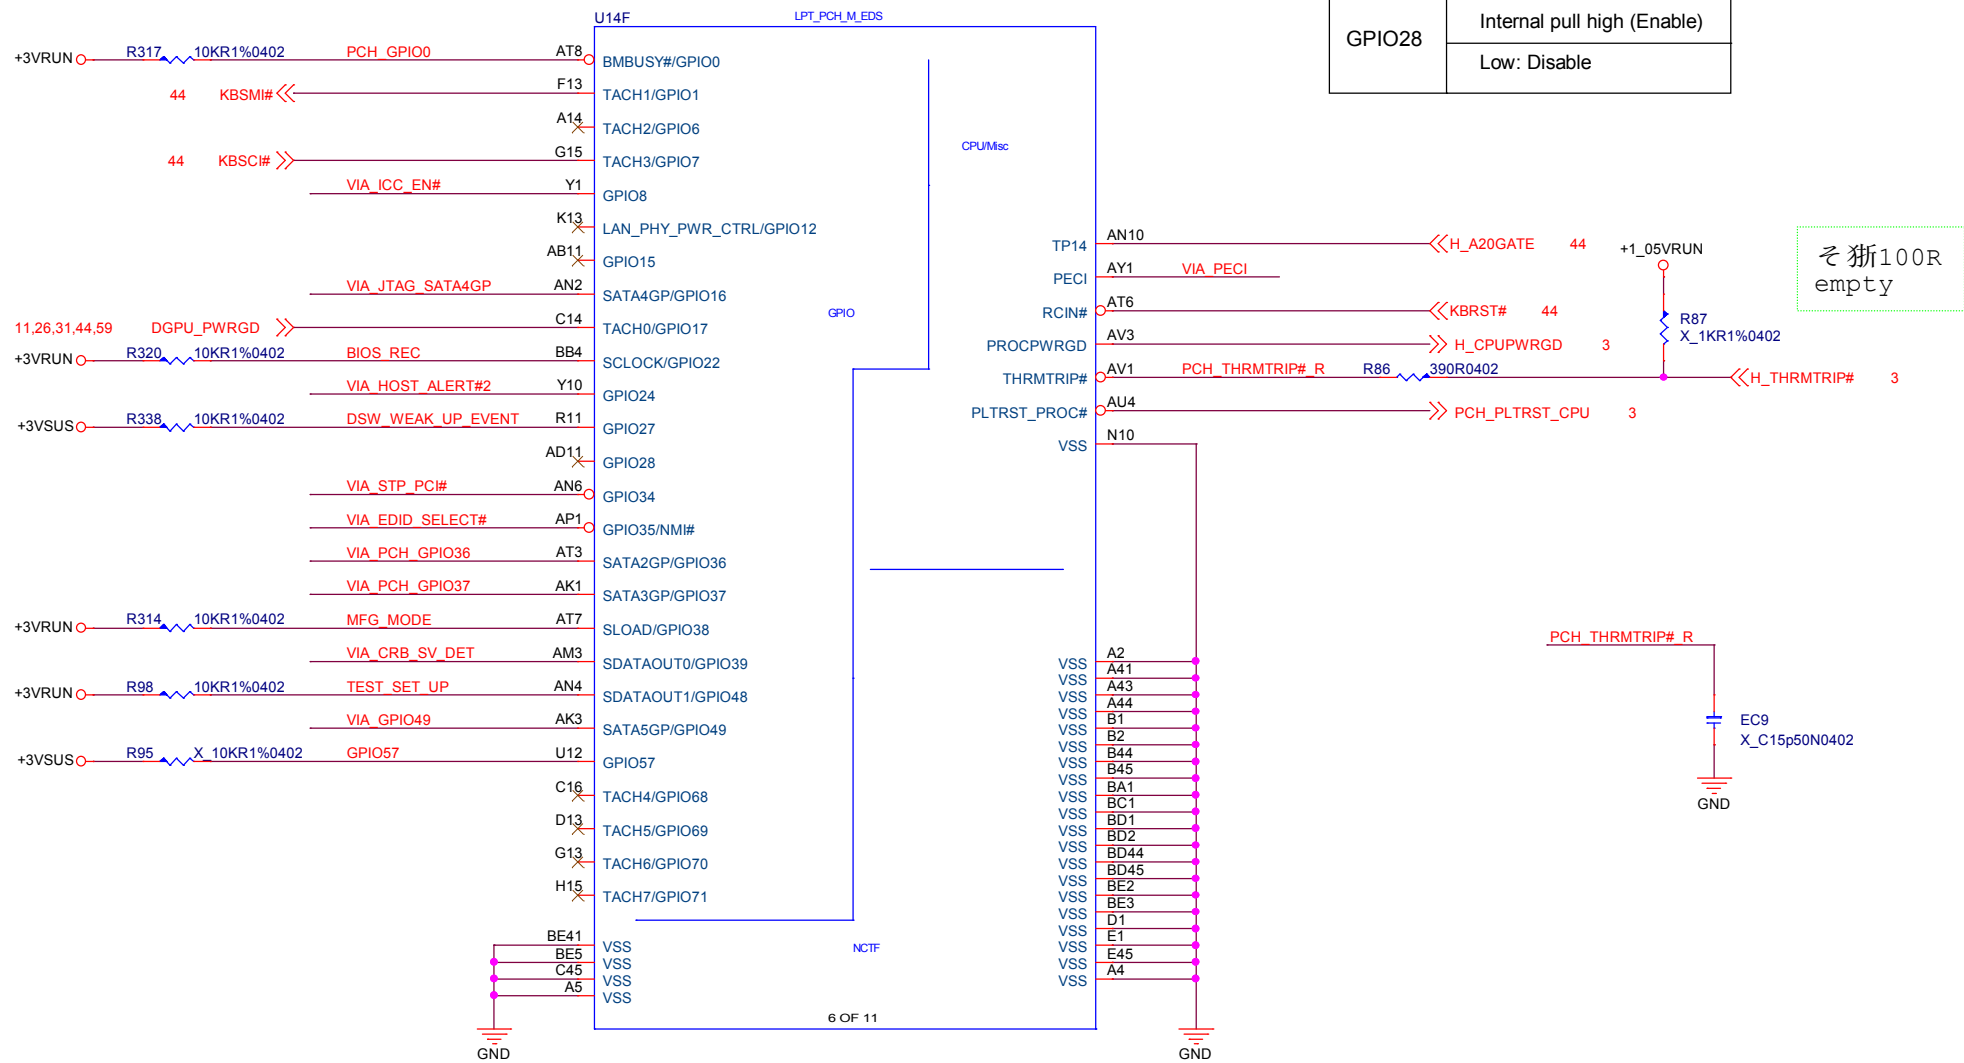 U14F LPT_PCH_M_EDS
GPIO28
Internal pull high (Enable)
Low: Disable
+3VRUN R317 10KR1%0402 PCH_GPIO0 AT8 BMBUSY#/GPIO0
44 KBSMI# F13 TACH1/GPIO1
A14 TACH2/GPIO6
44 KBSCI# G15 TACH3/GPIO7
VIA_ICC_EN# Y1 GPIO8
K13 LAN_PHY_PWR_CTRL/GPIO12
AB11 GPIO15
VIA_JTAG_SATA4GP AN2 SATA4GP/GPIO16
11,26,31,44,59 DGPU_PWRGD C14 TACH0/GPIO17
+3VRUN R320 10KR1%0402 BIOS_REC BB4 SCLOCK/GPIO22
VIA_HOST_ALERT#2 Y10 GPIO24
+3VSUS R338 10KR1%0402 DSW_WEAK_UP_EVENT R11 GPIO27
AD11 GPIO28
VIA_STP_PCI# AN6 GPIO34
VIA_EDID_SELECT# AP1 GPIO35/NMI#
VIA_PCH_GPIO36 AT3 SATA2GP/GPIO36
VIA_PCH_GPIO37 AK1 SATA3GP/GPIO37
+3VRUN R314 10KR1%0402 MFG_MODE AT7 SLOAD/GPIO38
VIA_CRB_SV_DET AM3 SDATAOUT0/GPIO39
+3VRUN R98 10KR1%0402 TEST_SET_UP AN4 SDATAOUT1/GPIO48
VIA_GPIO49 AK3 SATA5GP/GPIO49
+3VSUS R95 X_10KR1%0402 GPIO57 U12 GPIO57
C16 TACH4/GPIO68
D13 TACH5/GPIO69
G13 TACH6/GPIO70
H15 TACH7/GPIO71
BE41 VSS
BE5 VSS
C45 VSS
A5 VSS
GND
CPU/Misc
GPIO
NCTF
6 OF 11
TP14 AN10 H_A20GATE 44
PECI AY1 VIA_PECI
RCIN# AT6 KBRST# 44
PROCPWRGD AV3 H_CPUPWRGD 3
THRMTRIP# AV1 PCH_THRMTRIP#_R R86 390R0402 H_THRMTRIP# 3
PLTRST_PROC# AU4 PCH_PLTRST_CPU 3
VSS N10
VSS A2
VSS A41
VSS A43
VSS A44
VSS B1
VSS B2
VSS B44
VSS B45
VSS BA1
VSS BC1
VSS BD1
VSS BD2
VSS BD44
VSS BD45
VSS BE2
VSS BE3
VSS D1
VSS E1
VSS E45
VSS A4
GND
+1_05VRUN
R87
X_1KR1%0402
そ狾100R
empty
PCH_THRMTRIP#_R
EC9
X_C15p50N0402
GND